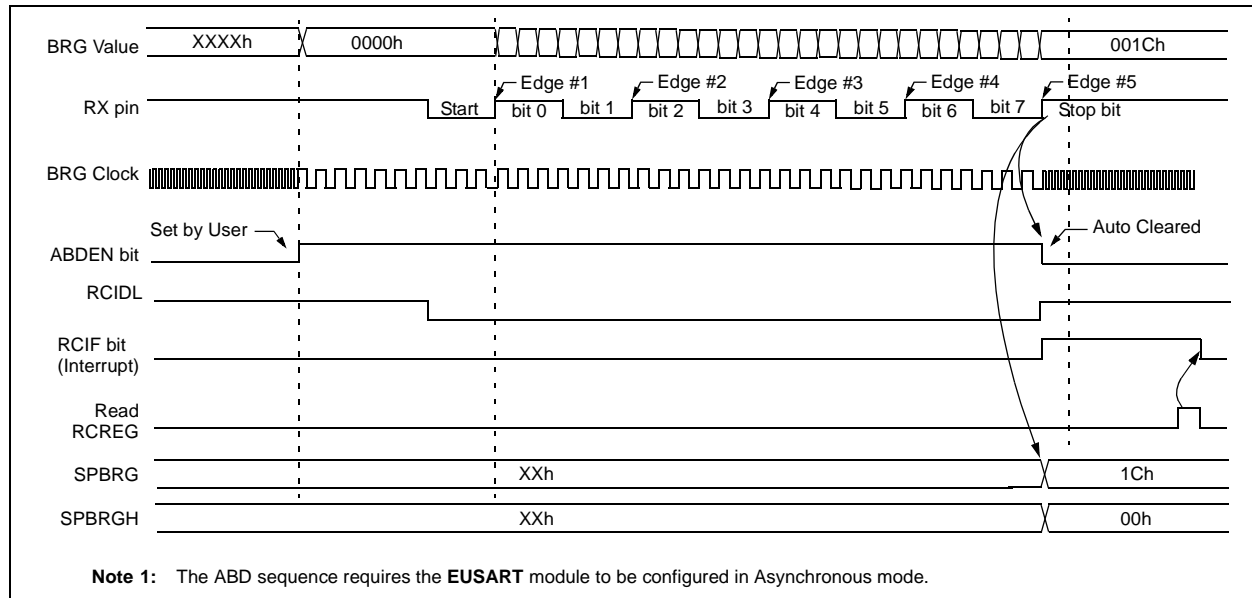 BRG Value XXXXh 0000h 001Ch
Edge #1 Edge #2 Edge #3 Edge #4 Edge #5
RX pin Start bit 0 bit 1 bit 2 bit 3 bit 4 bit 5 bit 6 bit 7 Stop bit
BRG Clock
Set by User Auto Cleared
ABDEN bit
RCIDL
RCIF bit
(Interrupt)
Read
RCREG
SPBRG XXh 1Ch
SPBRGH XXh 00h
Note 1: The ABD sequence requires the EUSART module to be configured in Asynchronous mode.